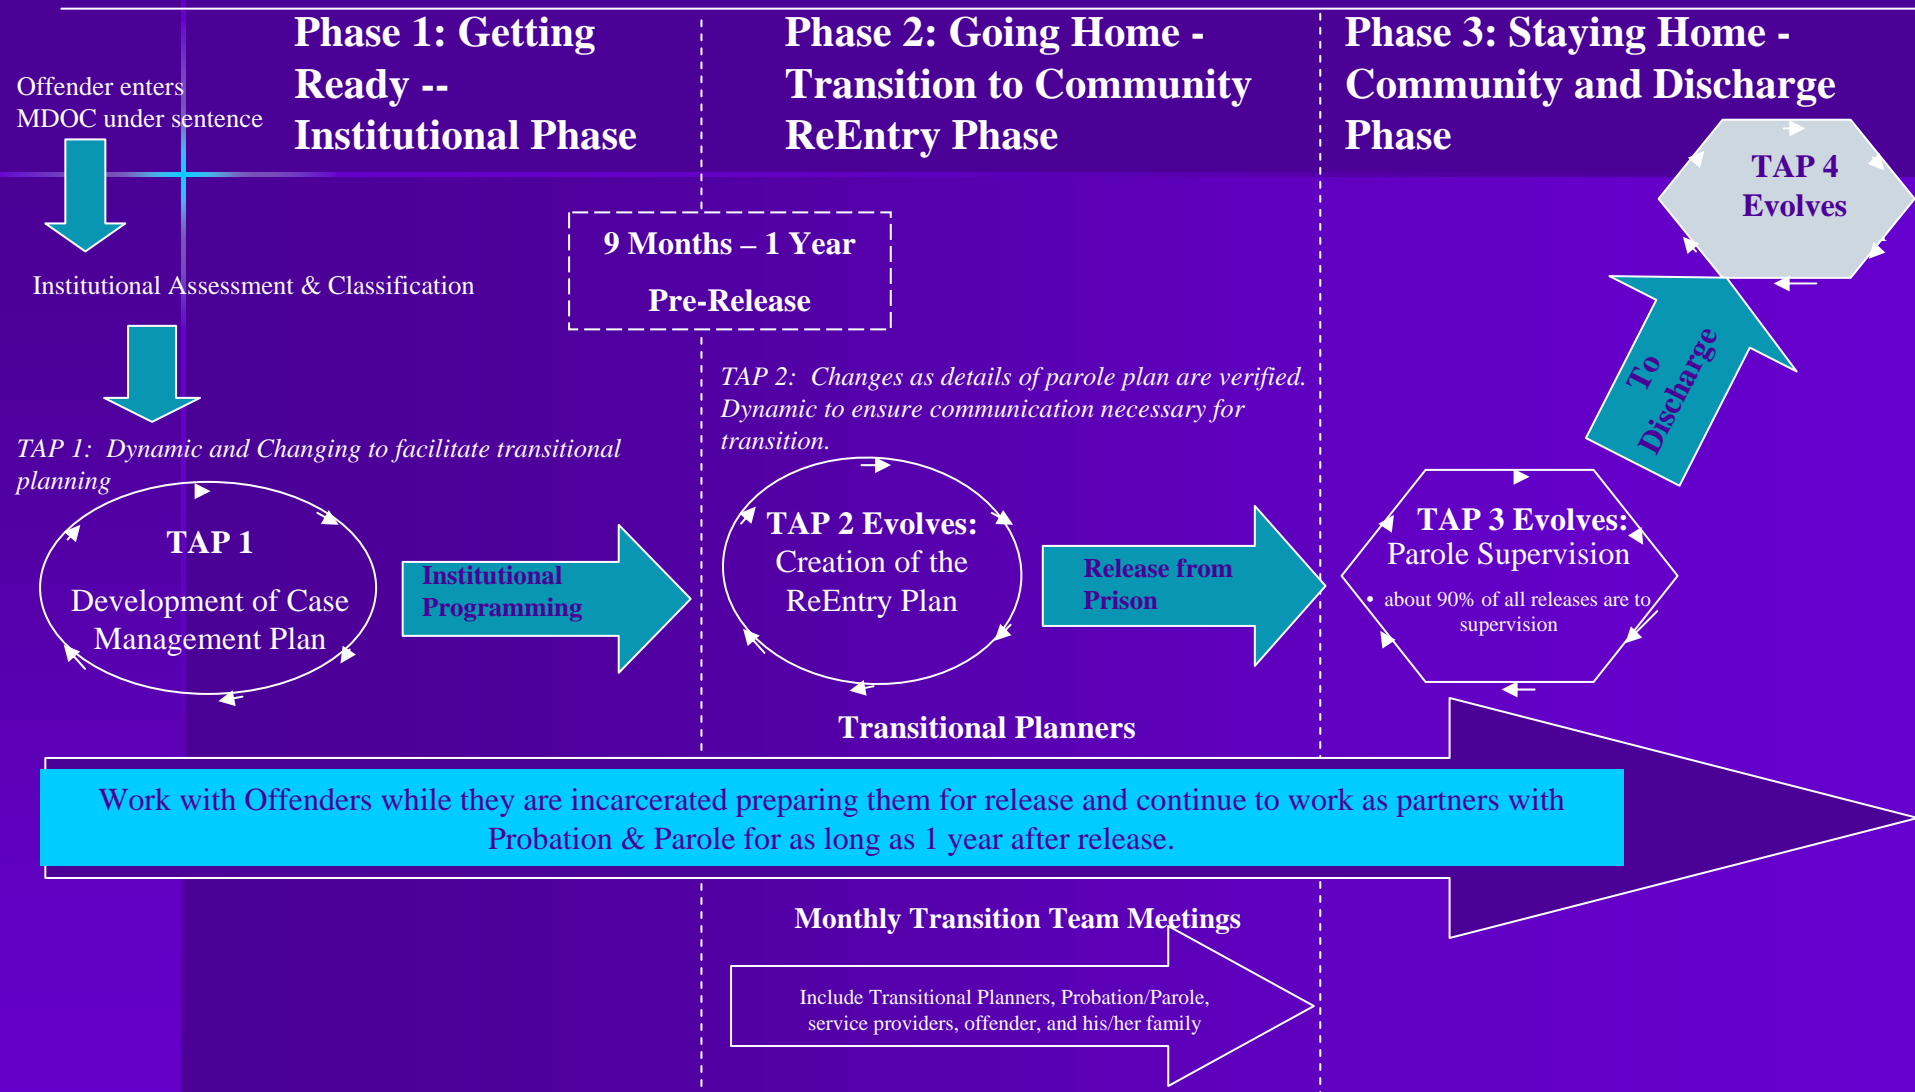 Phase 1: Getting
Ready --
Institutional Phase
Phase 2: Going Home -
Transition to Community
ReEntry Phase
Phase 3: Staying Home -
Community and Discharge
Phase
Offender enters
MDOC under sentence
TAP 4
Evolves
9 Months – 1 Year
Pre-Release
Institutional Assessment & Classification
To
Discharge
TAP 2: Changes as details of parole plan are verified.
Dynamic to ensure communication necessary for
transition.
TAP 1: Dynamic and Changing to facilitate transitional
planning
TAP 1
Development of Case
Management Plan
Institutional
Programming
TAP 2 Evolves:
Creation of the
ReEntry Plan
Release from
Prison
TAP 3 Evolves:
Parole Supervision
• about 90% of all releases are to
supervision
Transitional Planners
Work with Offenders while they are incarcerated preparing them for release and continue to work as partners with
Probation & Parole for as long as 1 year after release.
Monthly Transition Team Meetings
Include Transitional Planners, Probation/Parole,
service providers, offender, and his/her family